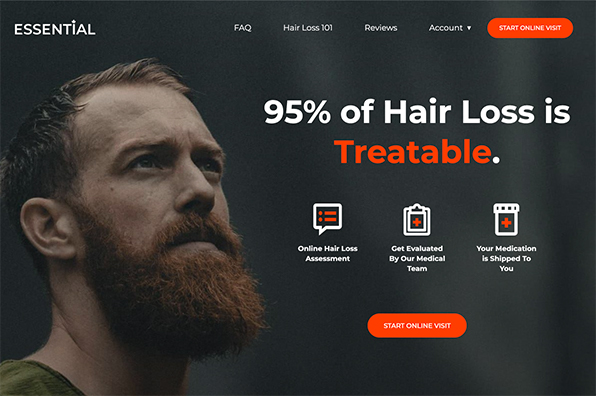 ESSENTIAL
FAQ
Hair Loss 101
Reviews
Account
START ONLINE VISIT
95% of Hair Loss is
Treatable.
Online Hair Loss
Assessment
Get Evaluated
By Our Medical
Team
Your Medication
is Shipped To
You
START ONLINE VISIT